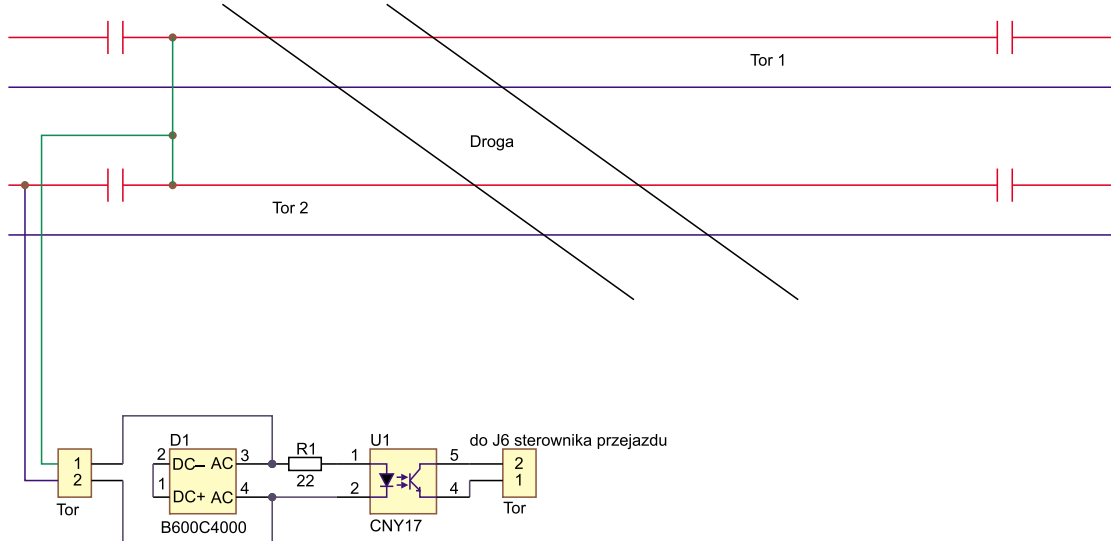 Tor 1
Droga
Tor 2
do J6 sterownika przejazdu
D1
U1
R1
2
DC–
AC
3
1
5
2
1
1
DC+
AC
4
22
2
4
1
2
Tor
B600C4000
CNY17
Tor